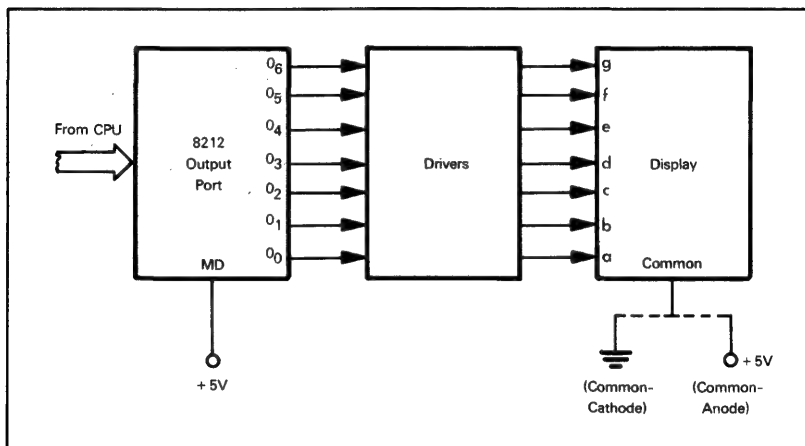 From CPU
8212
Output
Port
MD
+ 5V
O6
O5
O4
O3
O2
O1
O0
Drivers
g
f
e
d
c
b
a
Display
Common
(Common-
Cathode)
+ 5V
(Common-
Anode)